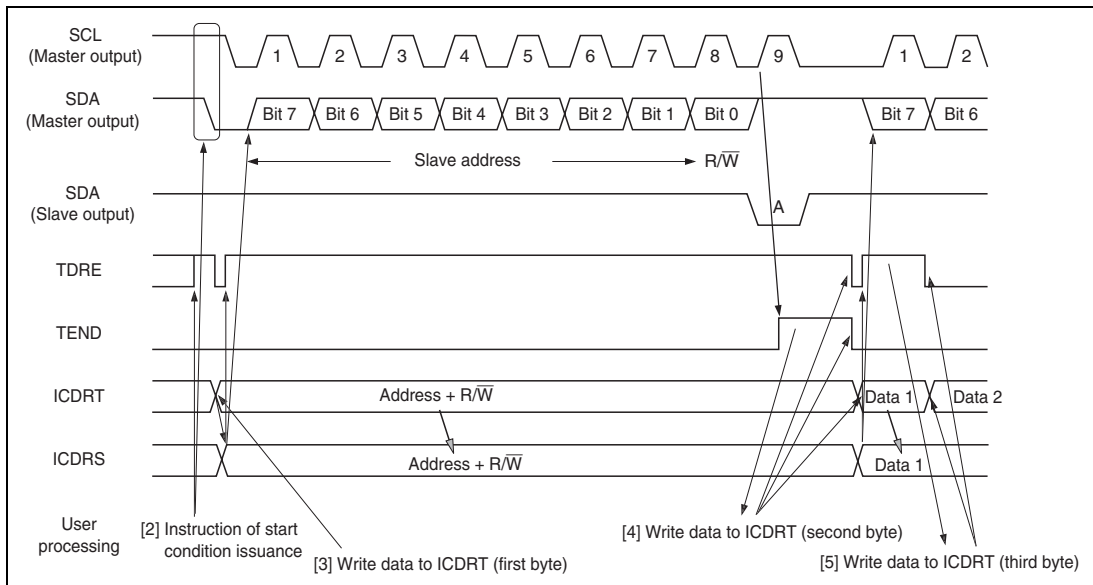 SCL
(Master output)
1 2 3 4 5 6 7 8 9 1 2
SDA
(Master output)
Bit 7 Bit 6 Bit 5 Bit 4 Bit 3 Bit 2 Bit 1 Bit 0 Bit 7 Bit 6
Slave address R/W̅
SDA
(Slave output)
A
TDRE
TEND
ICDRT
Address + R/W̅ Data 1 Data 2
ICDRS
Address + R/W̅ Data 1
User
processing
[2] Instruction of start
condition issuance
[3] Write data to ICDRT (first byte)
[4] Write data to ICDRT (second byte)
[5] Write data to ICDRT (third byte)